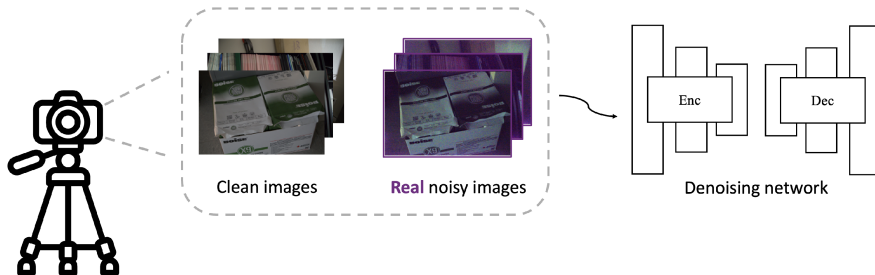 Clean images
Real noisy images
Enc
Dec
Denoising network